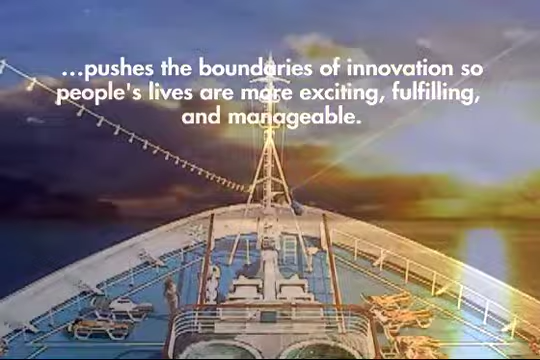 ...pushes the boundaries of innovation so
people's lives are more exciting, fulfilling,
and manageable.